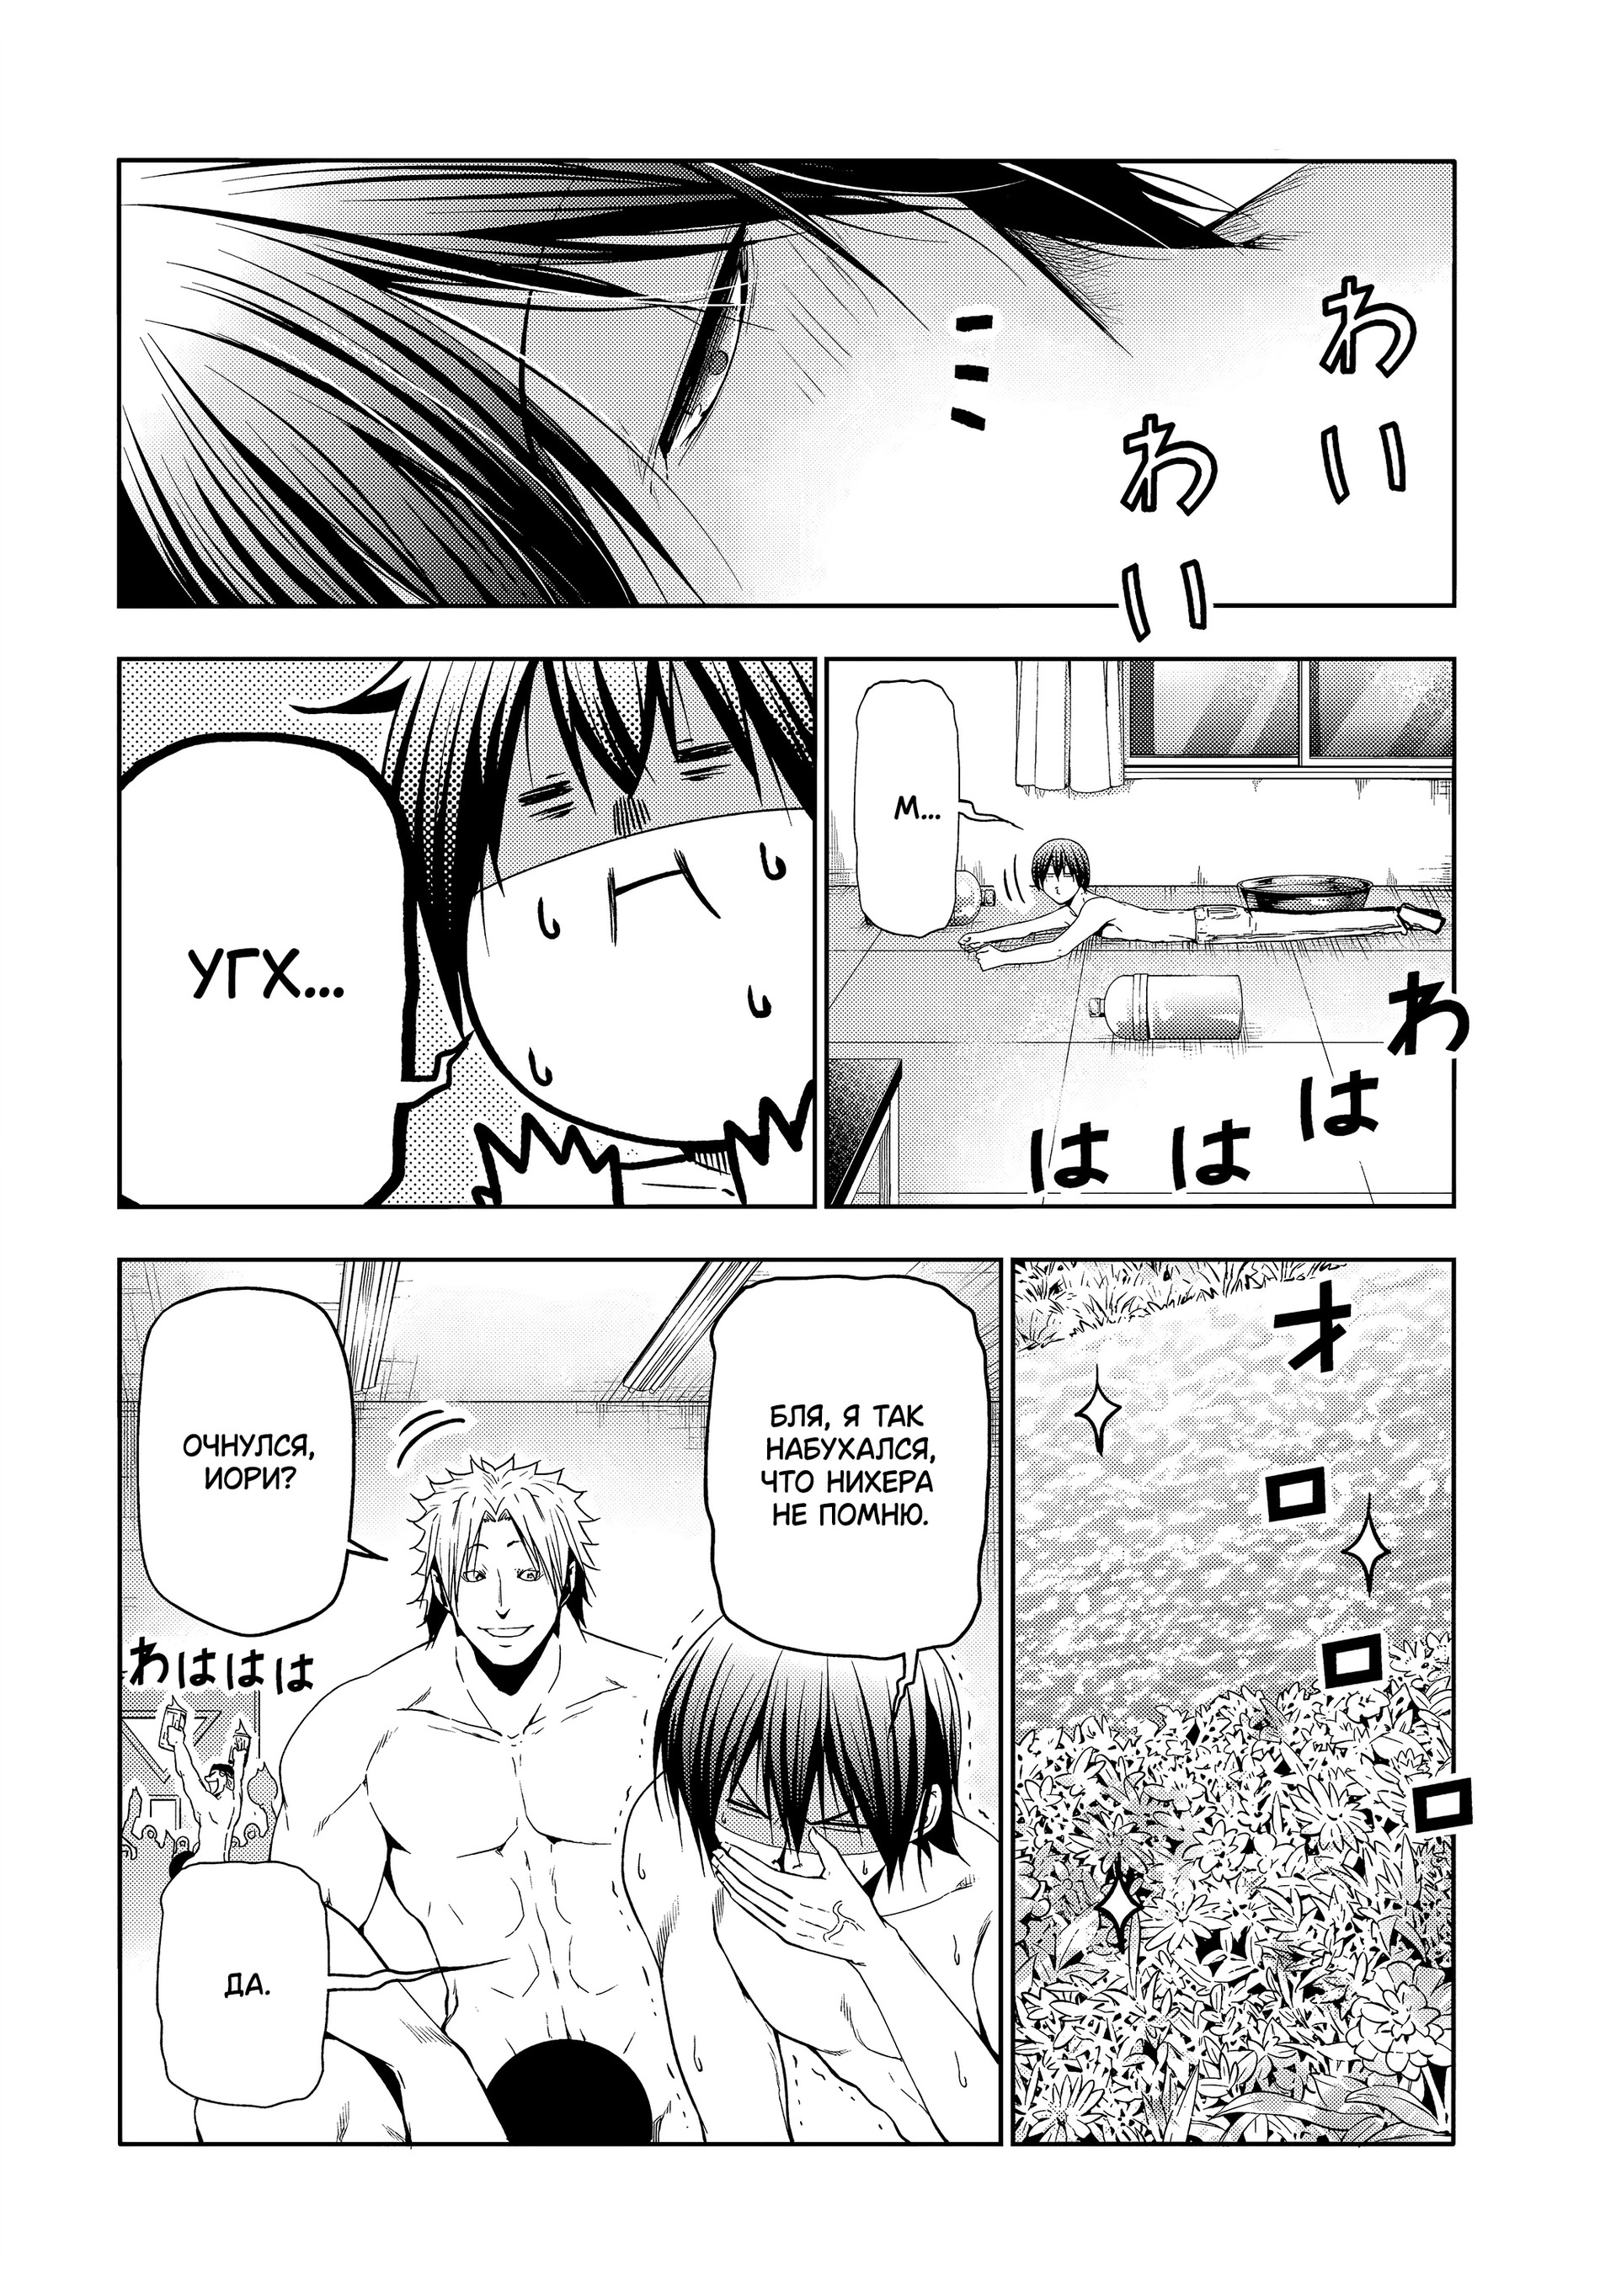 わい
わい
М...
わははは
УГХ...
オロロロ
БЛЯ, Я ТАК
НАБУХАЛСЯ,
ЧТО НИХЕРА
НЕ ПОМНЮ.
ОЧНУЛСЯ,
ИОРИ?
わははは
ДА.